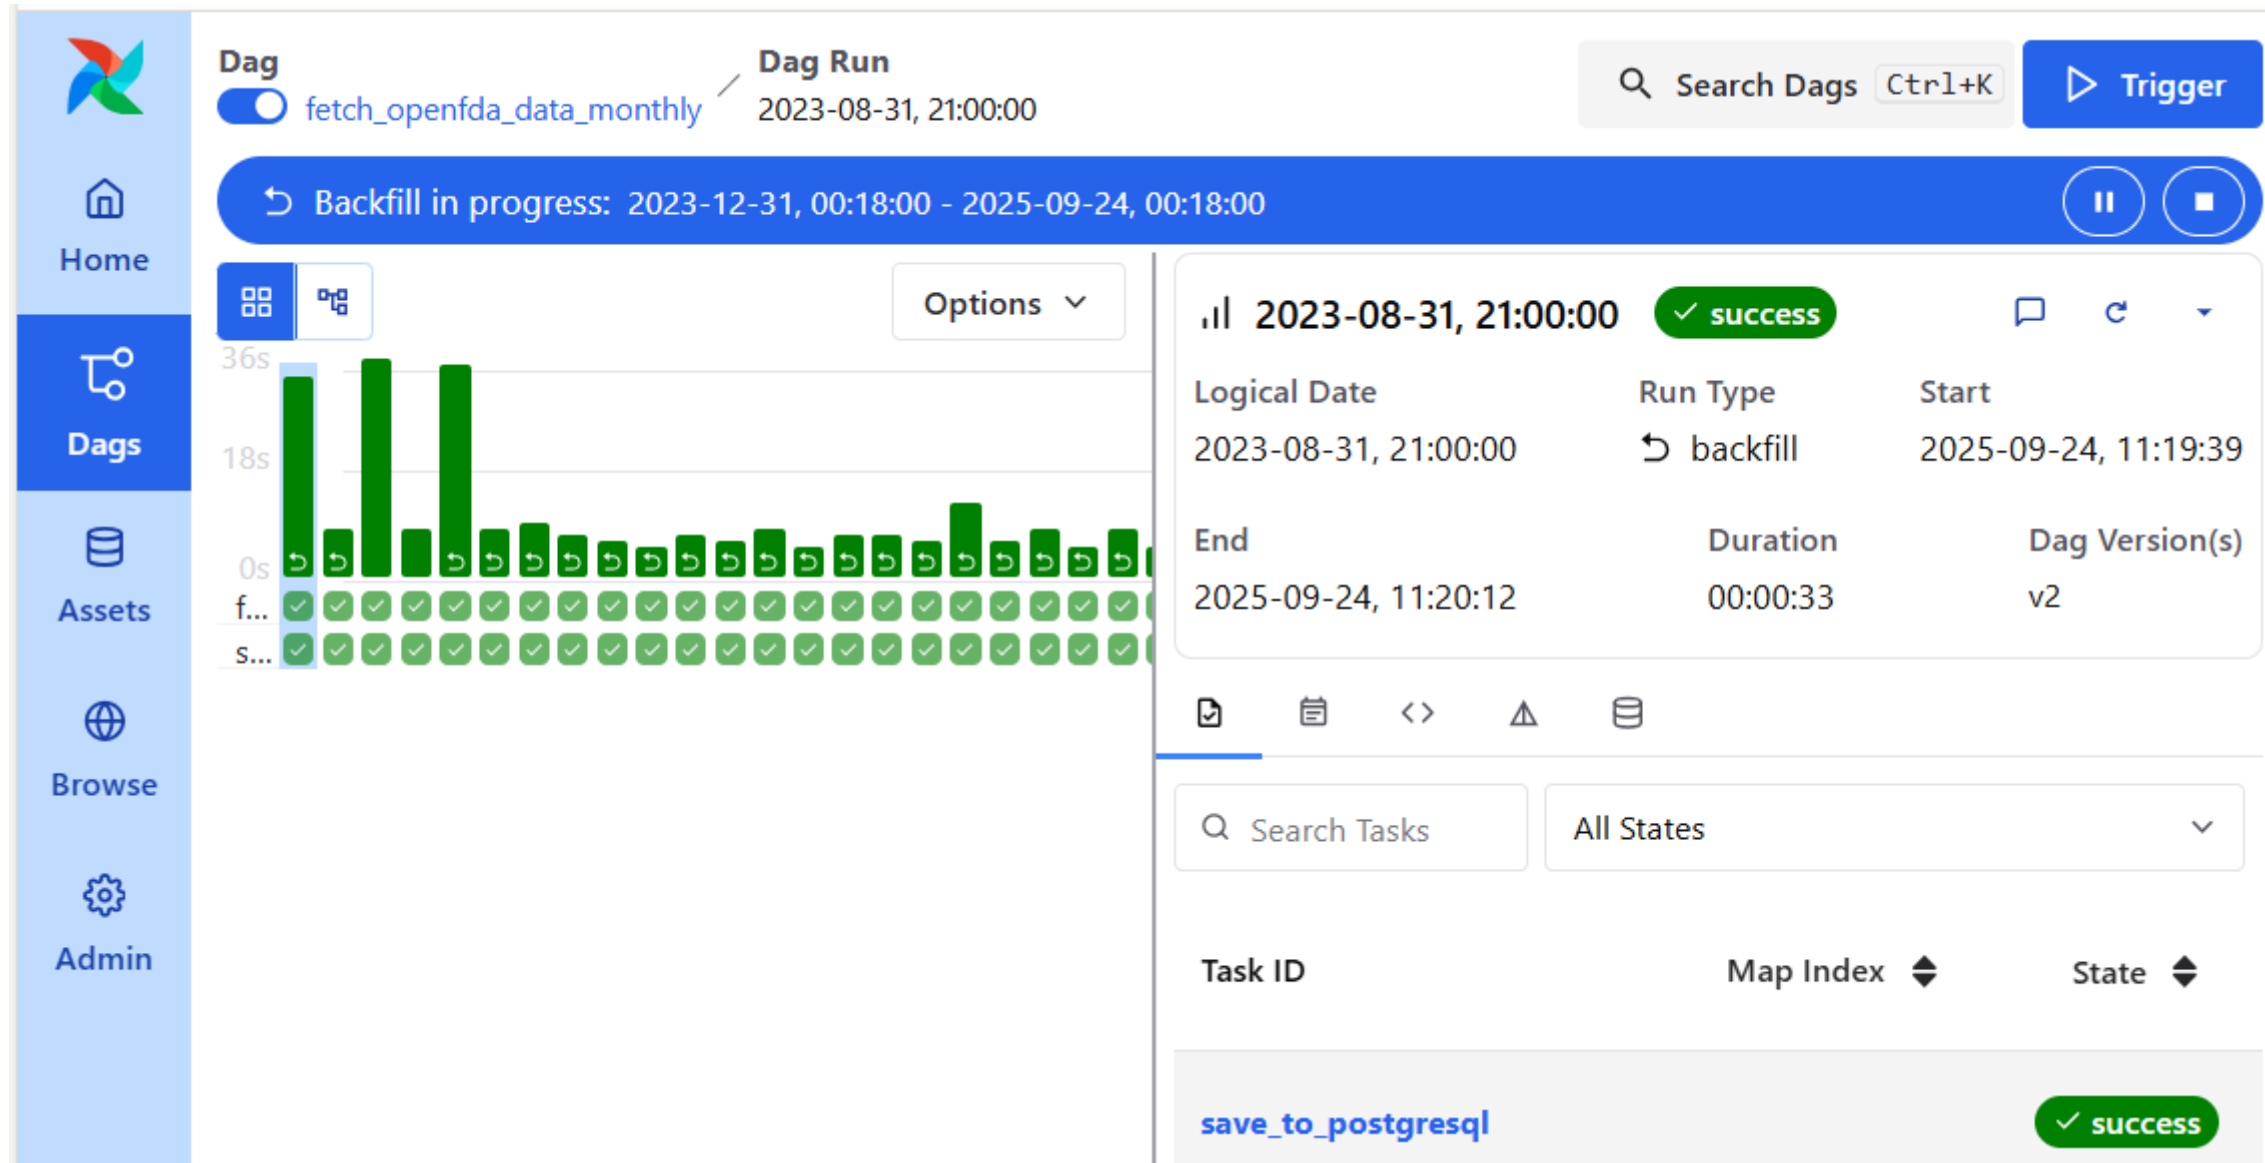 Dag
fetch_openfda_data_monthly
/
Dag Run
2023-08-31, 21:00:00
Search Dags Ctrl+K
Trigger
Backfill in progress: 2023-12-31, 00:18:00 - 2025-09-24, 00:18:00
Home
Dags
Assets
Browse
Admin
Options
36s
18s
0s
f...
s...
2023-08-31, 21:00:00 success
Logical Date Run Type Start
2023-08-31, 21:00:00 backfill 2025-09-24, 11:19:39
End Duration Dag Version(s)
2025-09-24, 11:20:12 00:00:33 v2
Search Tasks All States
Task ID Map Index State
save_to_postgresql success